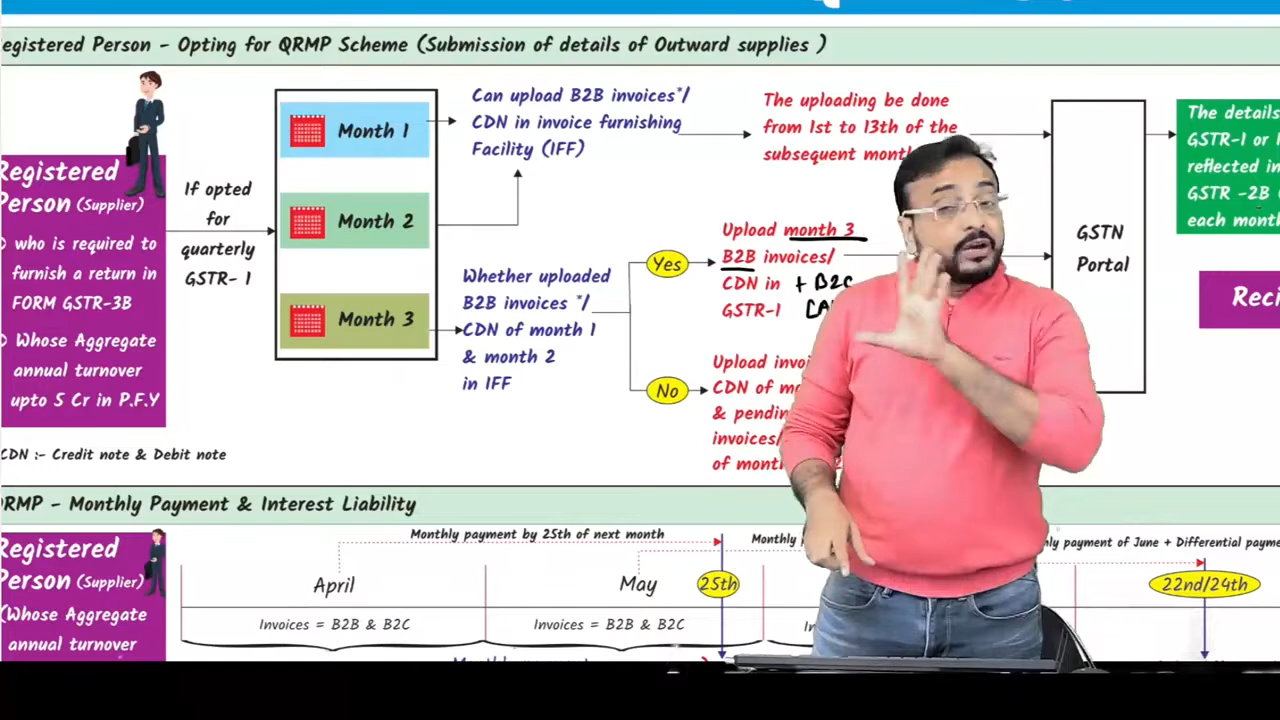 egistered Person - Opting for QRMP Scheme (Submission of details of Outward supplies )
Registered
Person (Supplier)
who is required to
furnish a return in
FORM GSTR-3B
Whose Aggregate
annual turnover
upto 5 Cr in P.F.Y
If opted
for
quarterly
GSTR- 1
Month 1
Month 2
Month 3
Can upload B2B invoices*/
CDN in invoice furnishing
Facility (IFF)
Whether uploaded
B2B invoices */
CDN of month 1
& month 2
in IFF
The uploading be done
from 1st to 13th of the
subsequent month
Yes
Upload month 3
B2B invoices/
CDN in + B2C
GSTR-1
No
Upload
CDN of
&
invoices/
of
GSTN
Portal
The details
GSTR-1 or
reflected in
GSTR -2B
each month
CDN :- Credit note & Debit note
QRMP - Monthly Payment & Interest Liability
Registered
Person (Supplier)
(Whose Aggregate
annual turnover
Monthly payment by 25th of next month
Monthly
ly payment of June + Differential
April
May
25th
22nd/24th
Invoices = B2B & B2C
Invoices = B2B & B2C